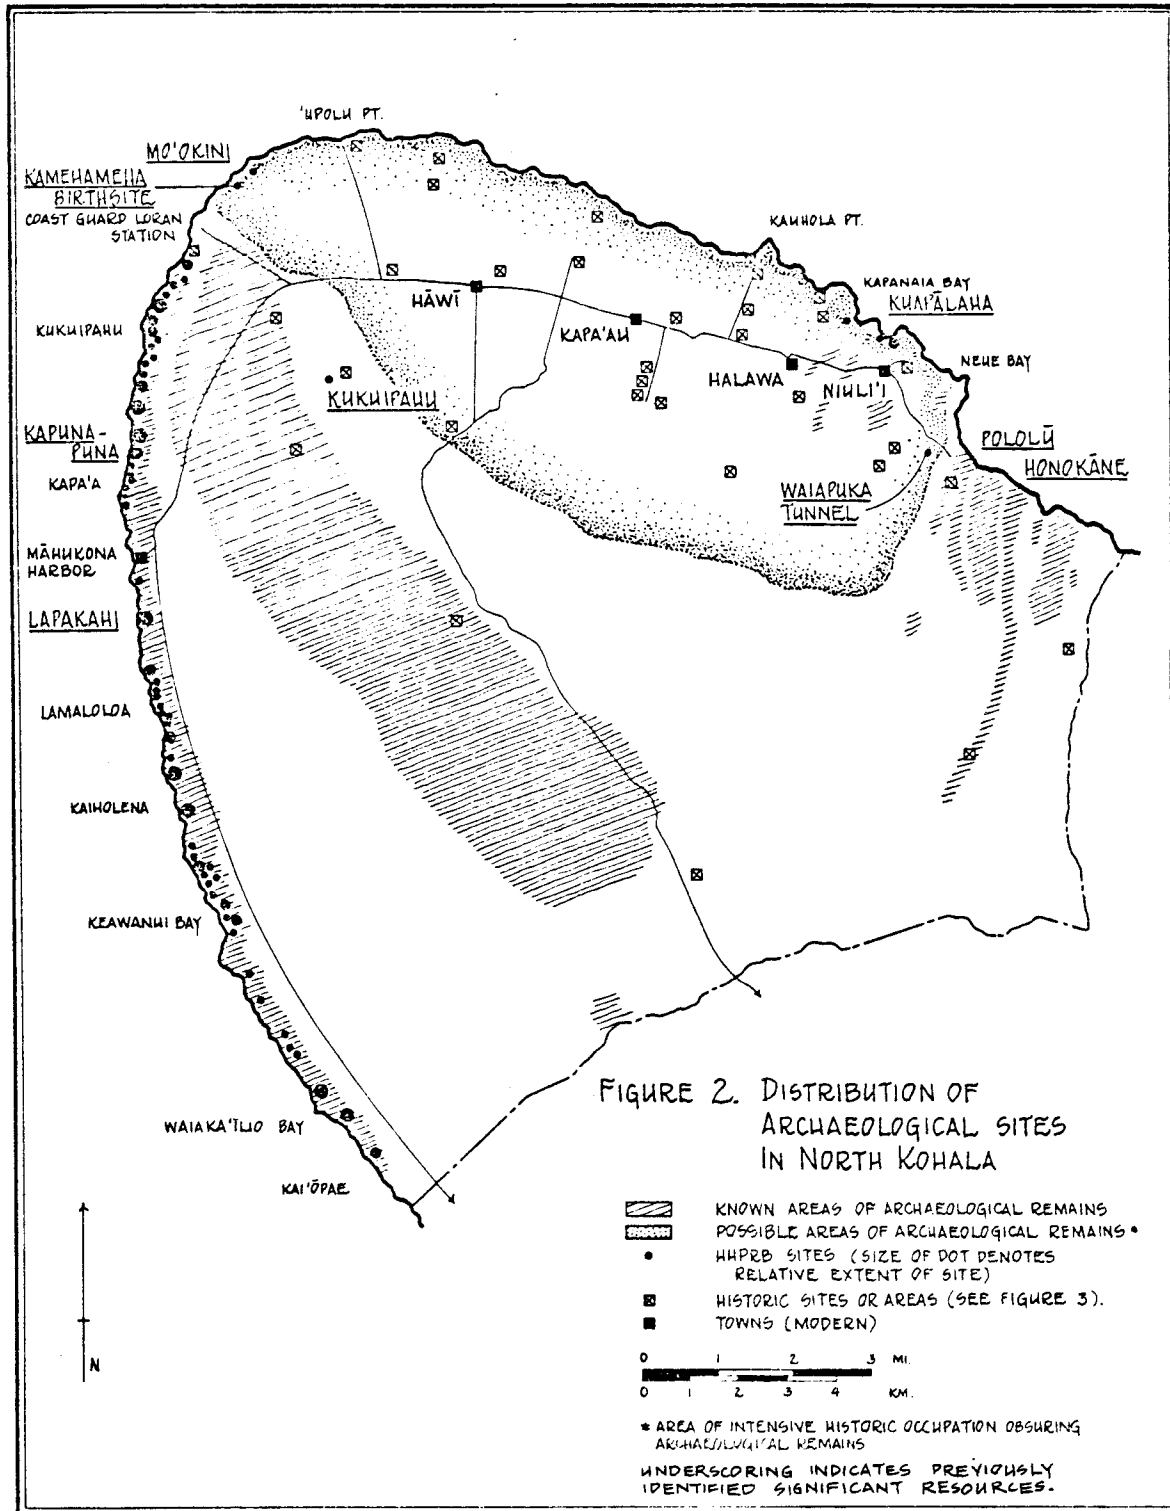 'UPOLU PT.
MO'OKINI
KAMEHAMEHA
BIRTHSITE
COAST GUARD LORAN
STATION
KAUHOLA PT.
KAPANAIA BAY
KUAPĀLAHA
HĀWĪ
KUKUIPAHU
KAPA'AU
NEUE BAY
HALAWA
NIULI'I
KUKUIPAHU
KAPUNA-
PUNA
POLOLŪ
HONOKĀNE
KAPA'A
WAIAPUKA
TUNNEL
MĀHUKONA
HARBOR
LAPAKAHI
LAMALOLOA
KAIHOLENA
KEAWANUI BAY
WAIAKA'ĪLIO BAY
KAI'ŌPAE
N
FIGURE 2. DISTRIBUTION OF
ARCHAEOLOGICAL SITES
IN NORTH KOHALA
KNOWN AREAS OF ARCHAEOLOGICAL REMAINS
POSSIBLE AREAS OF ARCHAEOLOGICAL REMAINS *
HHPRB SITES (SIZE OF DOT DENOTES
RELATIVE EXTENT OF SITE)
HISTORIC SITES OR AREAS (SEE FIGURE 3).
TOWNS (MODERN)
0 1 2 3 MI.
0 1 2 3 4 KM.
* AREA OF INTENSIVE HISTORIC OCCUPATION OBSURING
ARCHAEOLOGICAL REMAINS
UNDERSCORING INDICATES PREVIOUSLY
IDENTIFIED SIGNIFICANT RESOURCES.